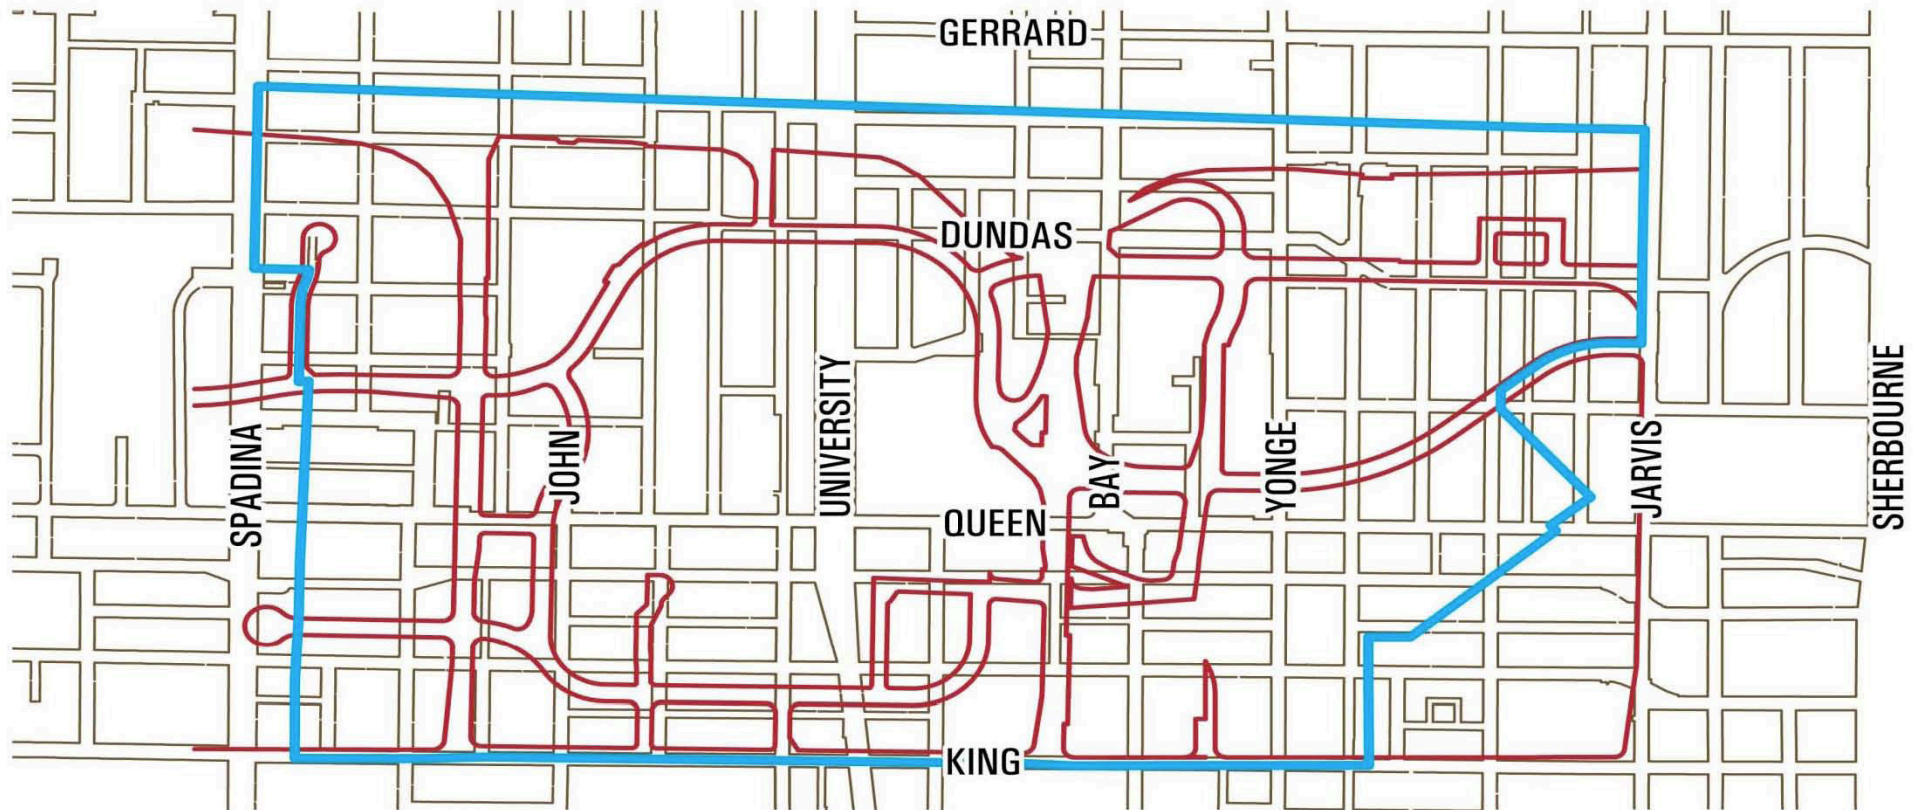 GERRARD
DUNDAS
SPADINA
JOHN
UNIVERSITY
BAY
YONGE
JARVIS
SHERBOURNE
QUEEN
KING